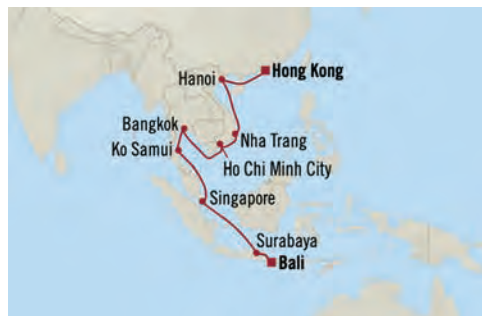 Hong Kong
Hanoi
Bangkok
Nha Trang
Ko Samui
Ho Chi Minh City
Singapore
Surabaya
Bali